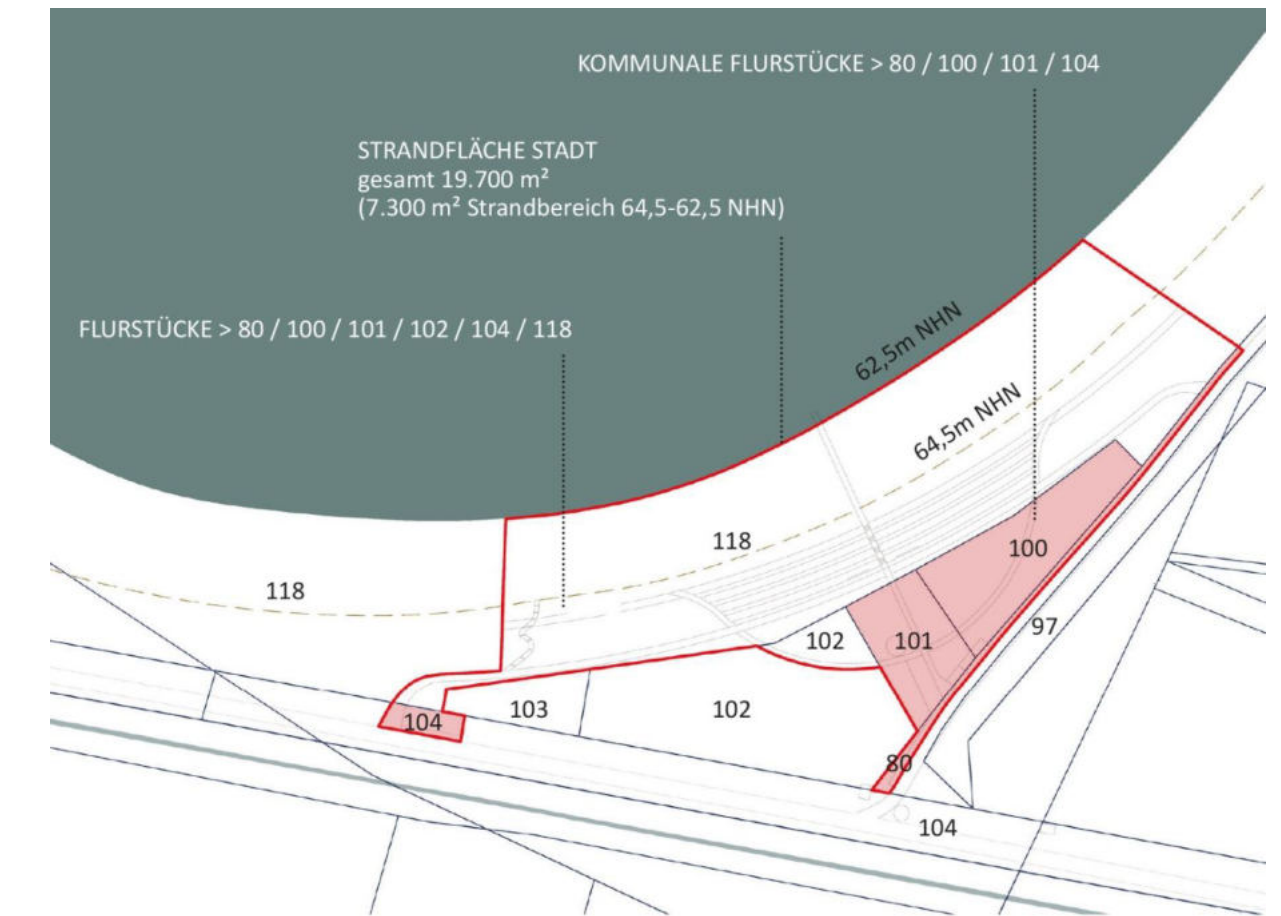 KOMMUNALE FLURSTÜCKE > 80 / 100 / 101 / 104
STRANDFLÄCHE STADT
gesamt 19.700 m²
(7.300 m² Strandbereich 64,5-62,5 NHN)
FLURSTÜCKE > 80 / 100 / 101 / 102 / 104 / 118
62,5m NHN
64,5m NHN
118
118
100
102
101
97
103
102
104
80
104